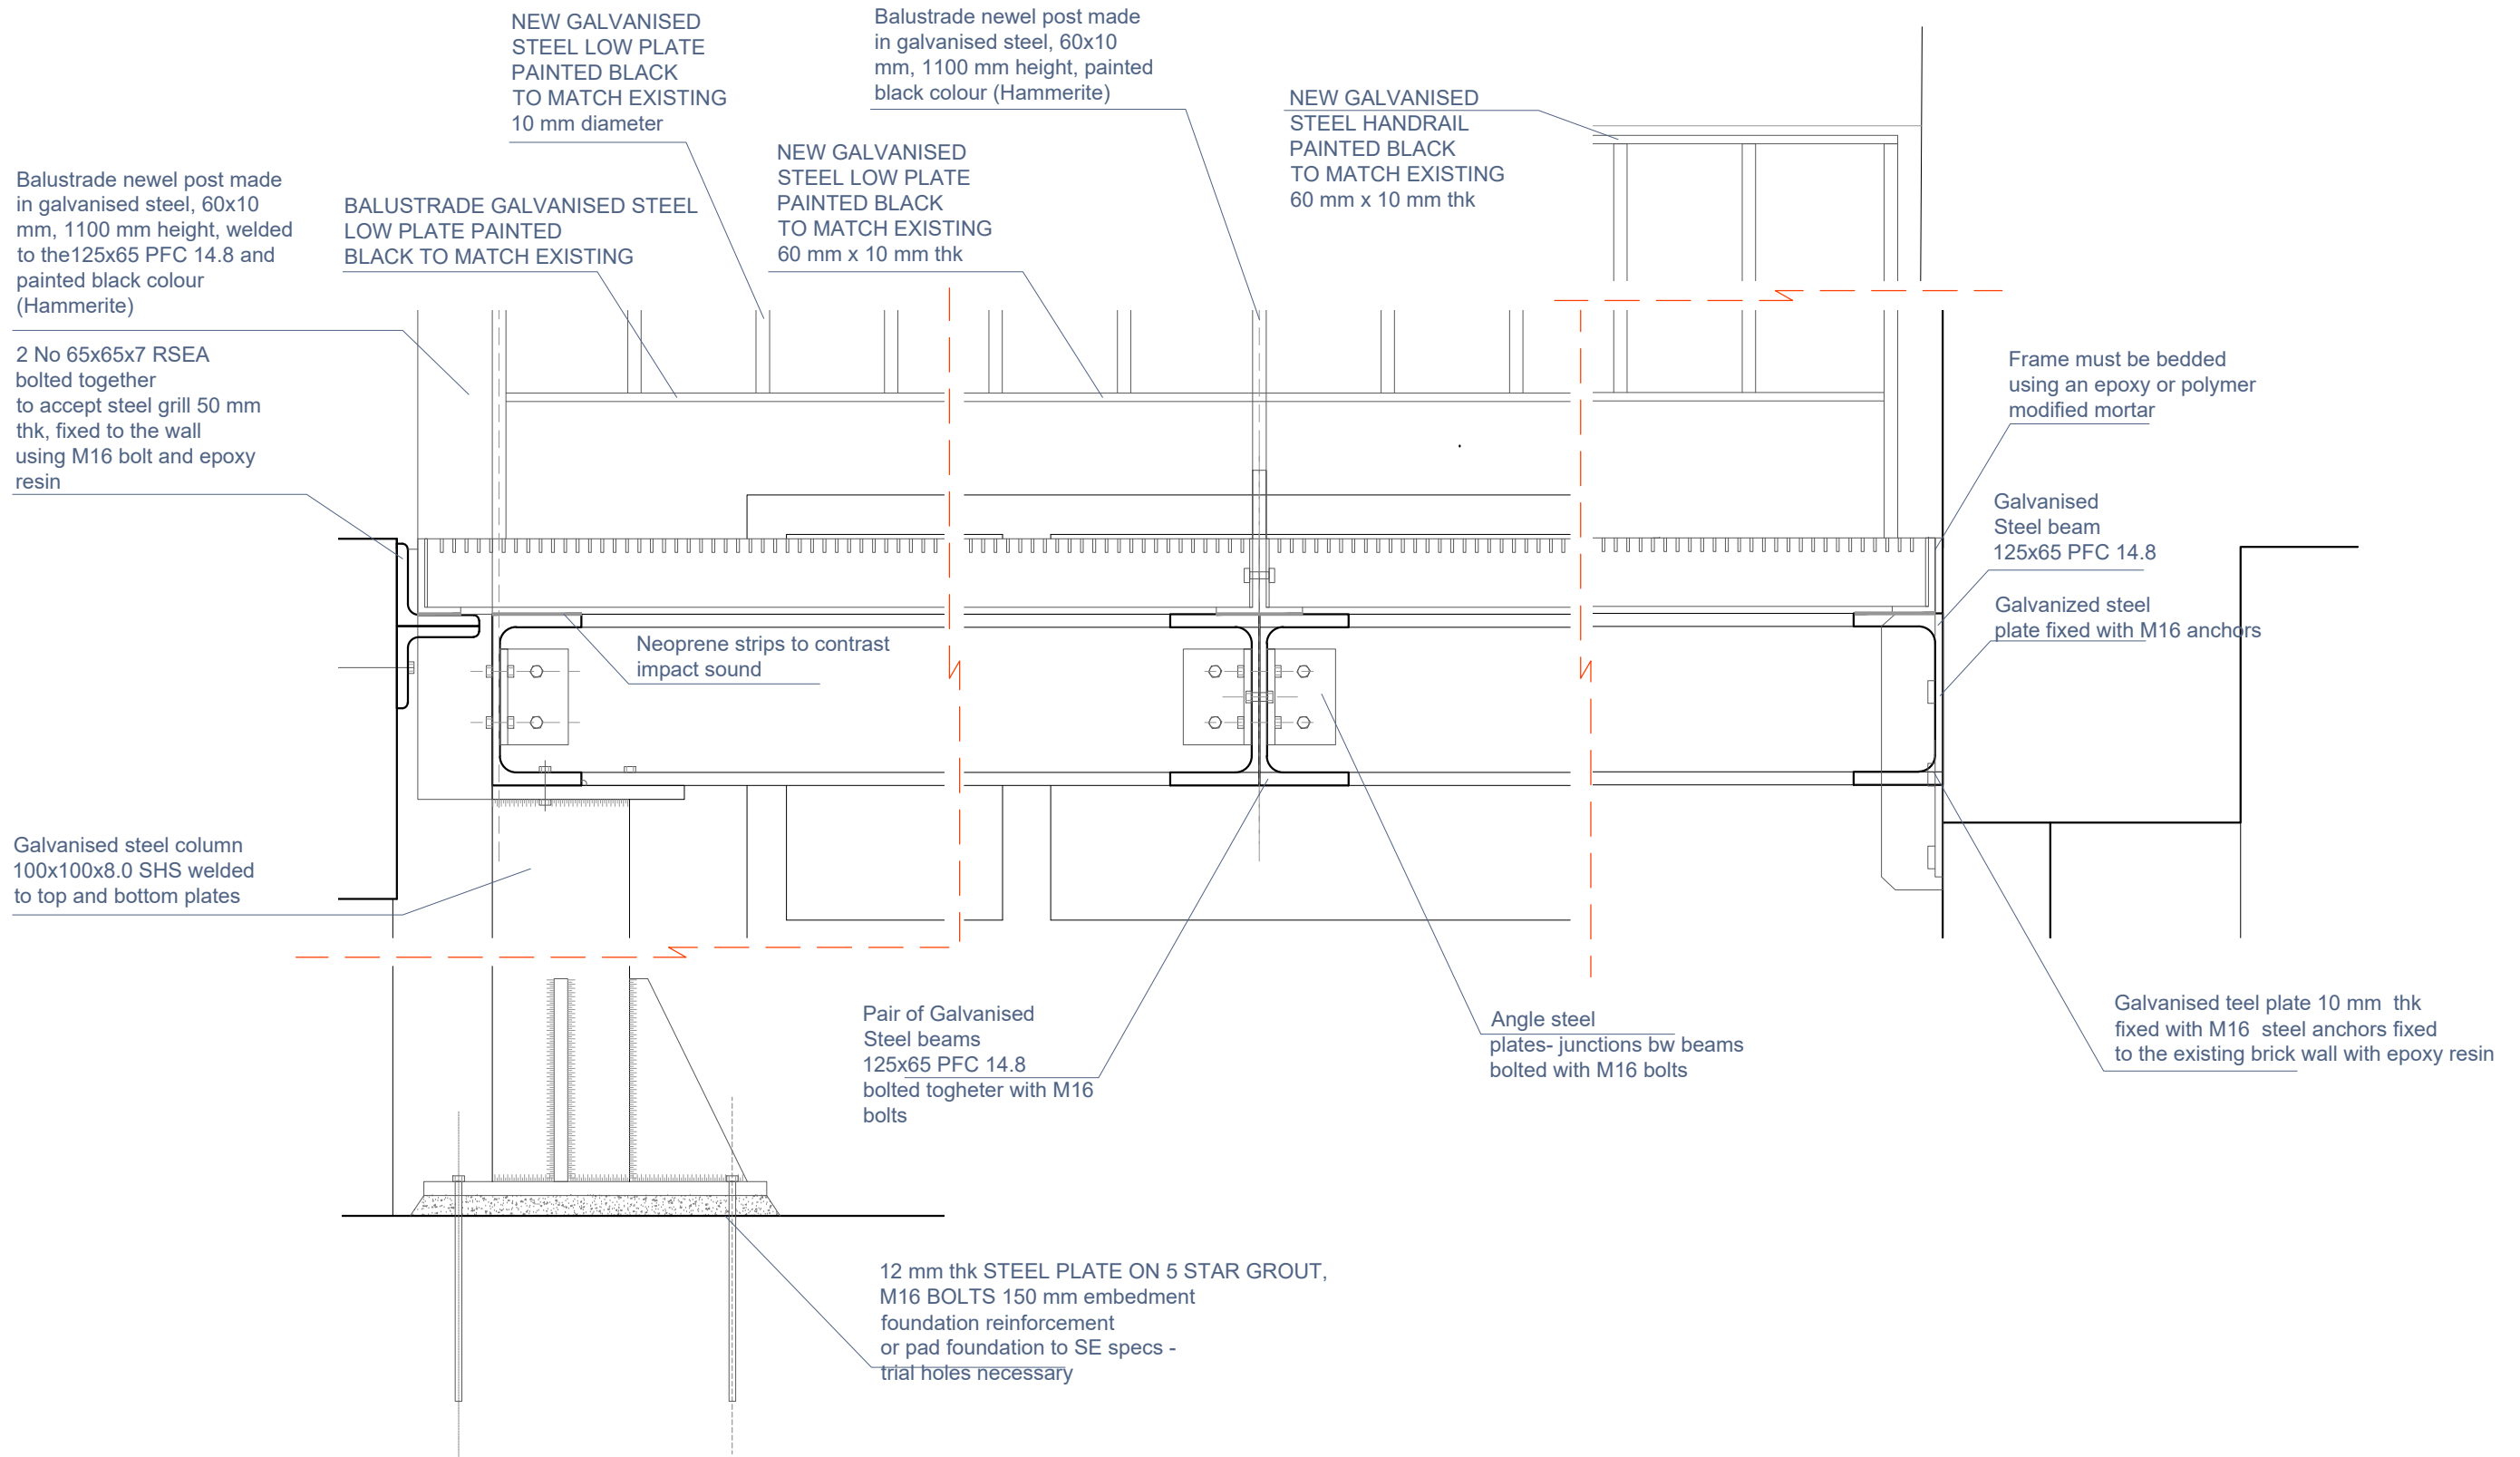 NEW GALVANISED
STEEL LOW PLATE
PAINTED BLACK
TO MATCH EXISTING
10 mm diameter
Balustrade newel post made
in galvanised steel, 60x10
mm, 1100 mm height, painted
black colour (Hammerite)
NEW GALVANISED
STEEL HANDRAIL
PAINTED BLACK
TO MATCH EXISTING
60 mm x 10 mm thk
NEW GALVANISED
STEEL LOW PLATE
PAINTED BLACK
TO MATCH EXISTING
60 mm x 10 mm thk
Balustrade newel post made
in galvanised steel, 60x10
mm, 1100 mm height, welded
to the125x65 PFC 14.8 and
painted black colour
(Hammerite)
BALUSTRADE GALVANISED STEEL
LOW PLATE PAINTED
BLACK TO MATCH EXISTING
2 No 65x65x7 RSEA
bolted together
to accept steel grill 50 mm
thk, fixed to the wall
using M16 bolt and epoxy
resin
Frame must be bedded
using an epoxy or polymer
modified mortar
Galvanised
Steel beam
125x65 PFC 14.8
Galvanized steel
plate fixed with M16 anchors
Neoprene strips to contrast
impact sound
Galvanised steel column
100x100x8.0 SHS welded
to top and bottom plates
Pair of Galvanised
Steel beams
125x65 PFC 14.8
bolted togheter with M16
bolts
Angle steel
plates- junctions bw beams
bolted with M16 bolts
Galvanised teel plate 10 mm  thk
fixed with M16  steel anchors fixed
to the existing brick wall with epoxy resin
12 mm thk STEEL PLATE ON 5 STAR GROUT,
M16 BOLTS 150 mm embedment
foundation reinforcement
or pad foundation to SE specs -
trial holes necessary